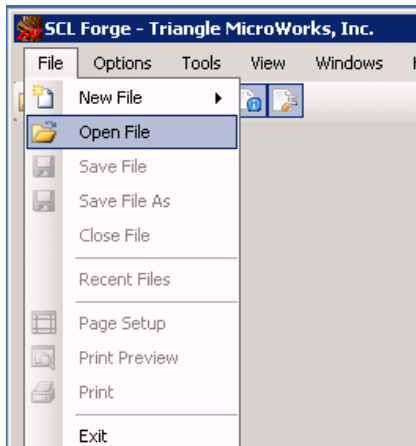 SCL Forge - Triangle MicroWorks, Inc.
File Options Tools View Windows
New File
Open File
Save File
Save File As
Close File
Recent Files
Page Setup
Print Preview
Print
Exit